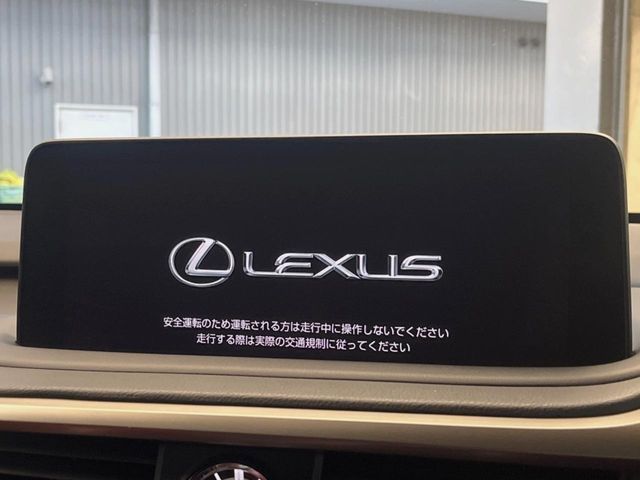 LEXUS
安全運転のため運転される方は走行中に操作しないでください
走行する際は実際の交通規制に従ってください